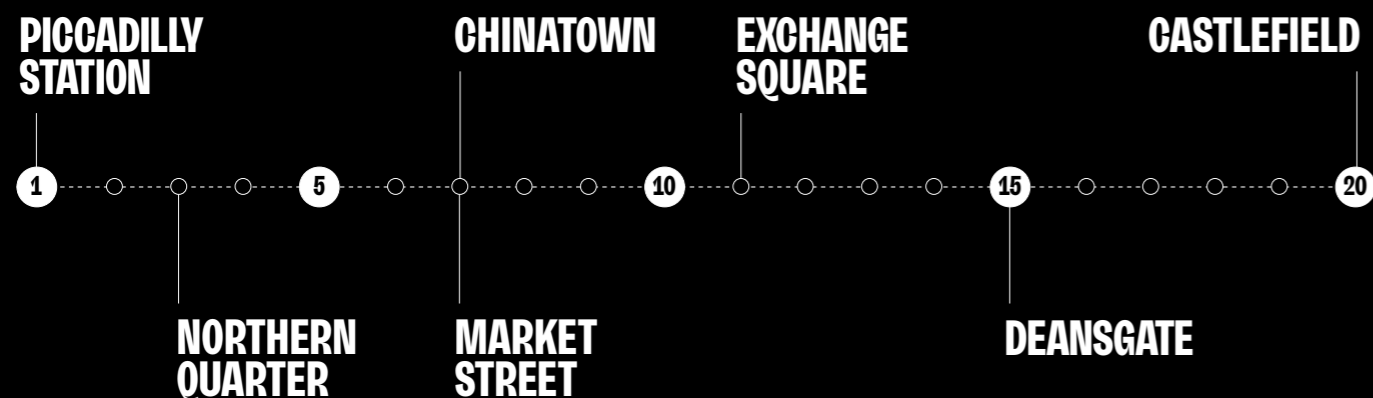 PICCADILLY
STATION
CHINATOWN
EXCHANGE
SQUARE
CASTLEFIELD
1
5
10
15
20
NORTHERN
QUARTER
MARKET
STREET
DEANSGATE